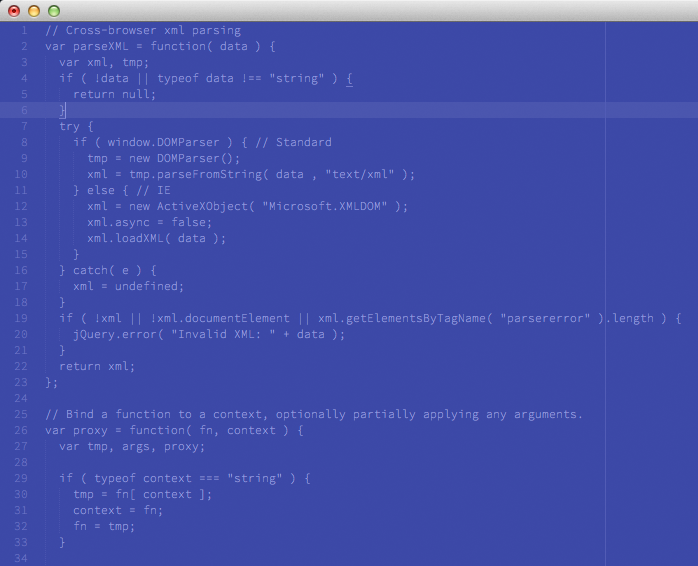 1 // Cross-browser xml parsing
2 var parseXML = function( data ) {
3 var xml, tmp;
4 if ( !data || typeof data !== "string" ) {
5 return null;
6 }
7 try {
8 if ( window.DOMParser ) { // Standard
9 tmp = new DOMParser();
10 xml = tmp.parseFromString( data , "text/xml" );
11 } else { // IE
12 xml = new ActiveXObject( "Microsoft.XMLDOM" );
13 xml.async = false;
14 xml.loadXML( data );
15 }
16 } catch( e ) {
17 xml = undefined;
18 }
19 if ( !xml || !xml.documentElement || xml.getElementsByTagName( "parsererror" ).length ) {
20 jQuery.error( "Invalid XML: " + data );
21 }
22 return xml;
23 };
24
25 // Bind a function to a context, optionally partially applying any arguments.
26 var proxy = function( fn, context ) {
27 var tmp, args, proxy;
28
29 if ( typeof context === "string" ) {
30 tmp = fn[ context ];
31 context = fn;
32 fn = tmp;
33 }
34